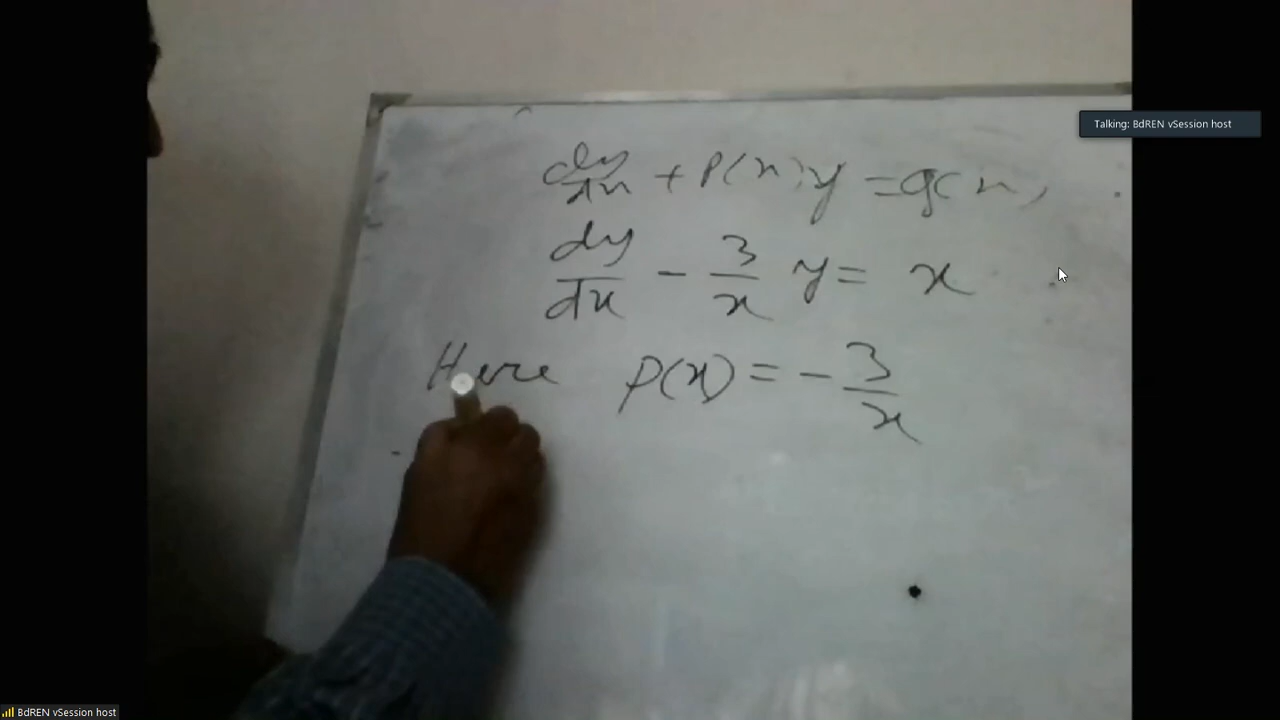 Talking: BdREN vSession host
dy/dx + P(x) y = q(x)
dy/dx - 3/x y = x
Here P(x) = - 3/x
BdREN vSession host